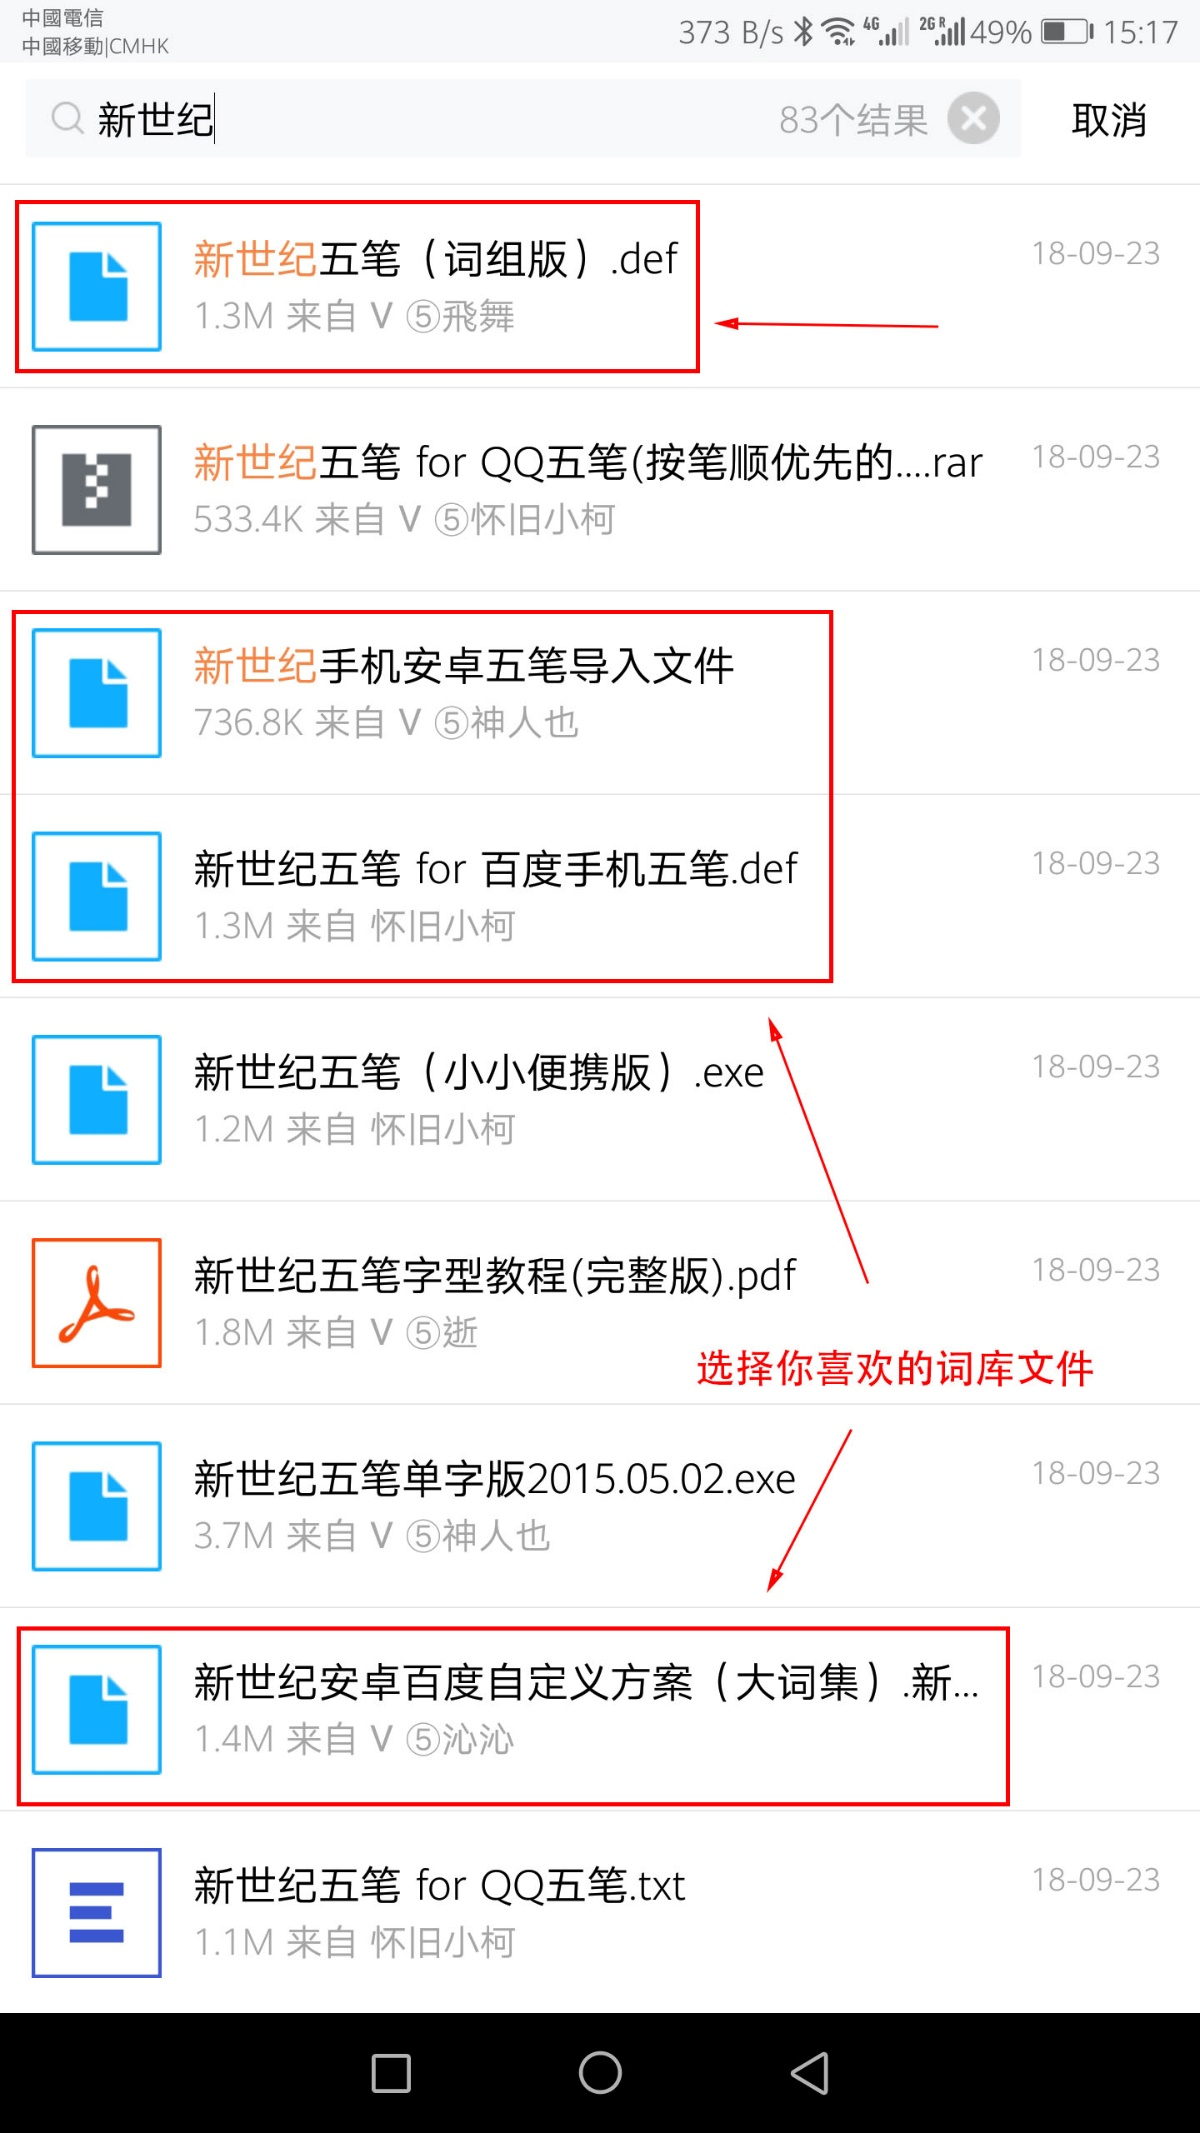 中國電信
中國移動|CMHK
373 B/s 4G 2G R 49% 15:17
新世纪 83个结果 取消
新世纪五笔（词组版）.def 18-09-23
1.3M 来自 V ⑤飛舞
新世纪五笔 for QQ五笔(按笔顺优先的....rar 18-09-23
533.4K 来自 V ⑤怀旧小柯
新世纪手机安卓五笔导入文件 18-09-23
736.8K 来自 V ⑤神人也
新世纪五笔 for 百度手机五笔.def 18-09-23
1.3M 来自 怀旧小柯
新世纪五笔（小小便携版）.exe 18-09-23
1.2M 来自 怀旧小柯
新世纪五笔字型教程(完整版).pdf 18-09-23
1.8M 来自 V ⑤逝
选择你喜欢的词库文件
新世纪五笔单字版2015.05.02.exe 18-09-23
3.7M 来自 V ⑤神人也
新世纪安卓百度自定义方案（大词集）.新... 18-09-23
1.4M 来自 V ⑤沁沁
新世纪五笔 for QQ五笔.txt 18-09-23
1.1M 来自 怀旧小柯